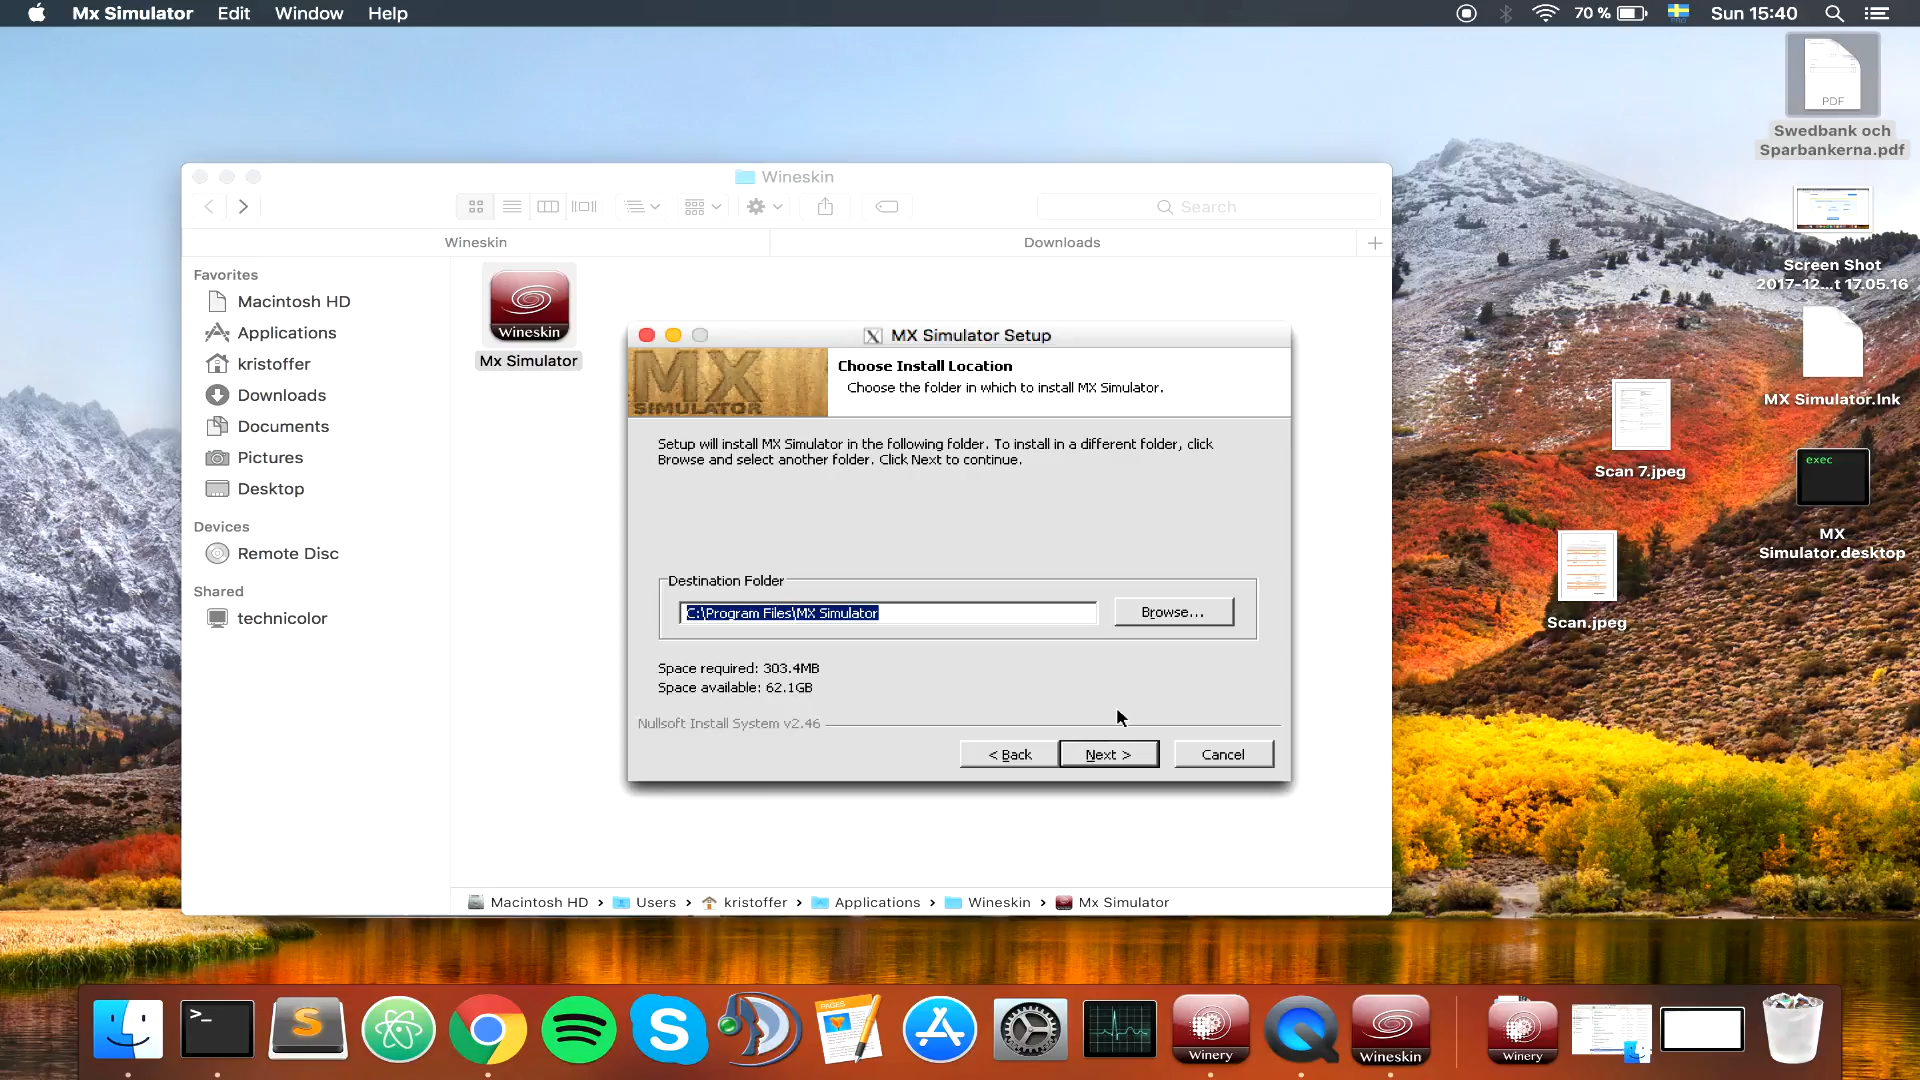 Mx Simulator Edit Window Help
70 % PRO Sun 15:40
PDF
Swedbank och
Sparbankerna.pdf
Screen Shot
2017-12...t 17.05.16
MX Simulator.lnk
Scan 7.jpeg
exec
MX
Simulator.desktop
Scan.jpeg
Wineskin
Search
Wineskin Downloads
Favorites
Macintosh HD
Applications
kristoffer
Downloads
Documents
Pictures
Desktop
Devices
Remote Disc
Shared
technicolor
Wineskin
Mx Simulator
X MX Simulator Setup
MX
SIMULATOR
Choose Install Location
Choose the folder in which to install MX Simulator.
Setup will install MX Simulator in the following folder. To install in a different folder, click
Browse and select another folder. Click Next to continue.
Destination Folder
C:\Program Files\MX Simulator
Browse...
Space required: 303.4MB
Space available: 62.1GB
Nullsoft Install System v2.46
< Back Next > Cancel
Macintosh HD › Users › kristoffer › Applications › Wineskin › Mx Simulator
>_
S
S
PAGES
Winery
Wineskin
Winery